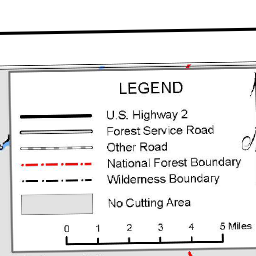 LEGEND
U.S. Highway 2
Forest Service Road
Other Road
National Forest Boundary
Wilderness Boundary
No Cutting Area
0 1 2 3 4 5 Miles